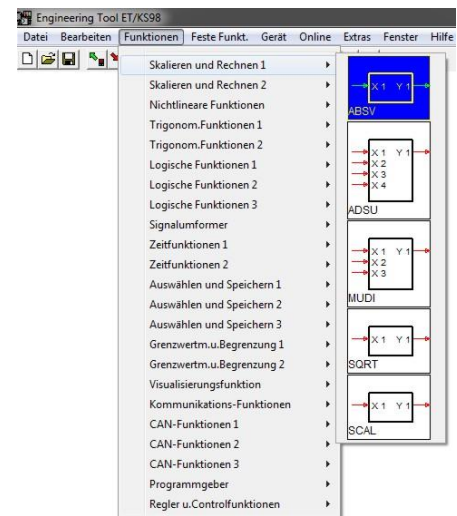 Engineering Tool ET/KS98
Datei Bearbeiten Funktionen Feste Funkt. Gerät Online Extras Fenster Hilfe
Skalieren und Rechnen 1
Skalieren und Rechnen 2
Nichtlineare Funktionen
Trigonom.Funktionen 1
Trigonom.Funktionen 2
Logische Funktionen 1
Logische Funktionen 2
Logische Funktionen 3
Signalumformer
Zeitfunktionen 1
Zeitfunktionen 2
Auswählen und Speichern 1
Auswählen und Speichern 2
Auswählen und Speichern 3
Grenzwertm.u.Begrenzung 1
Grenzwertm.u.Begrenzung 2
Visualisierungsfunktion
Kommunikations-Funktionen
CAN-Funktionen 1
CAN-Funktionen 2
CAN-Funktionen 3
Programmgeber
Regler u.Controlfunktionen
X 1 Y 1
ABSV
X 1 Y 1
X 2
X 3
X 4
ADSU
X 1 Y 1
X 2
X 3
MUDI
X 1 Y 1
SQRT
X 1 Y 1
SCAL